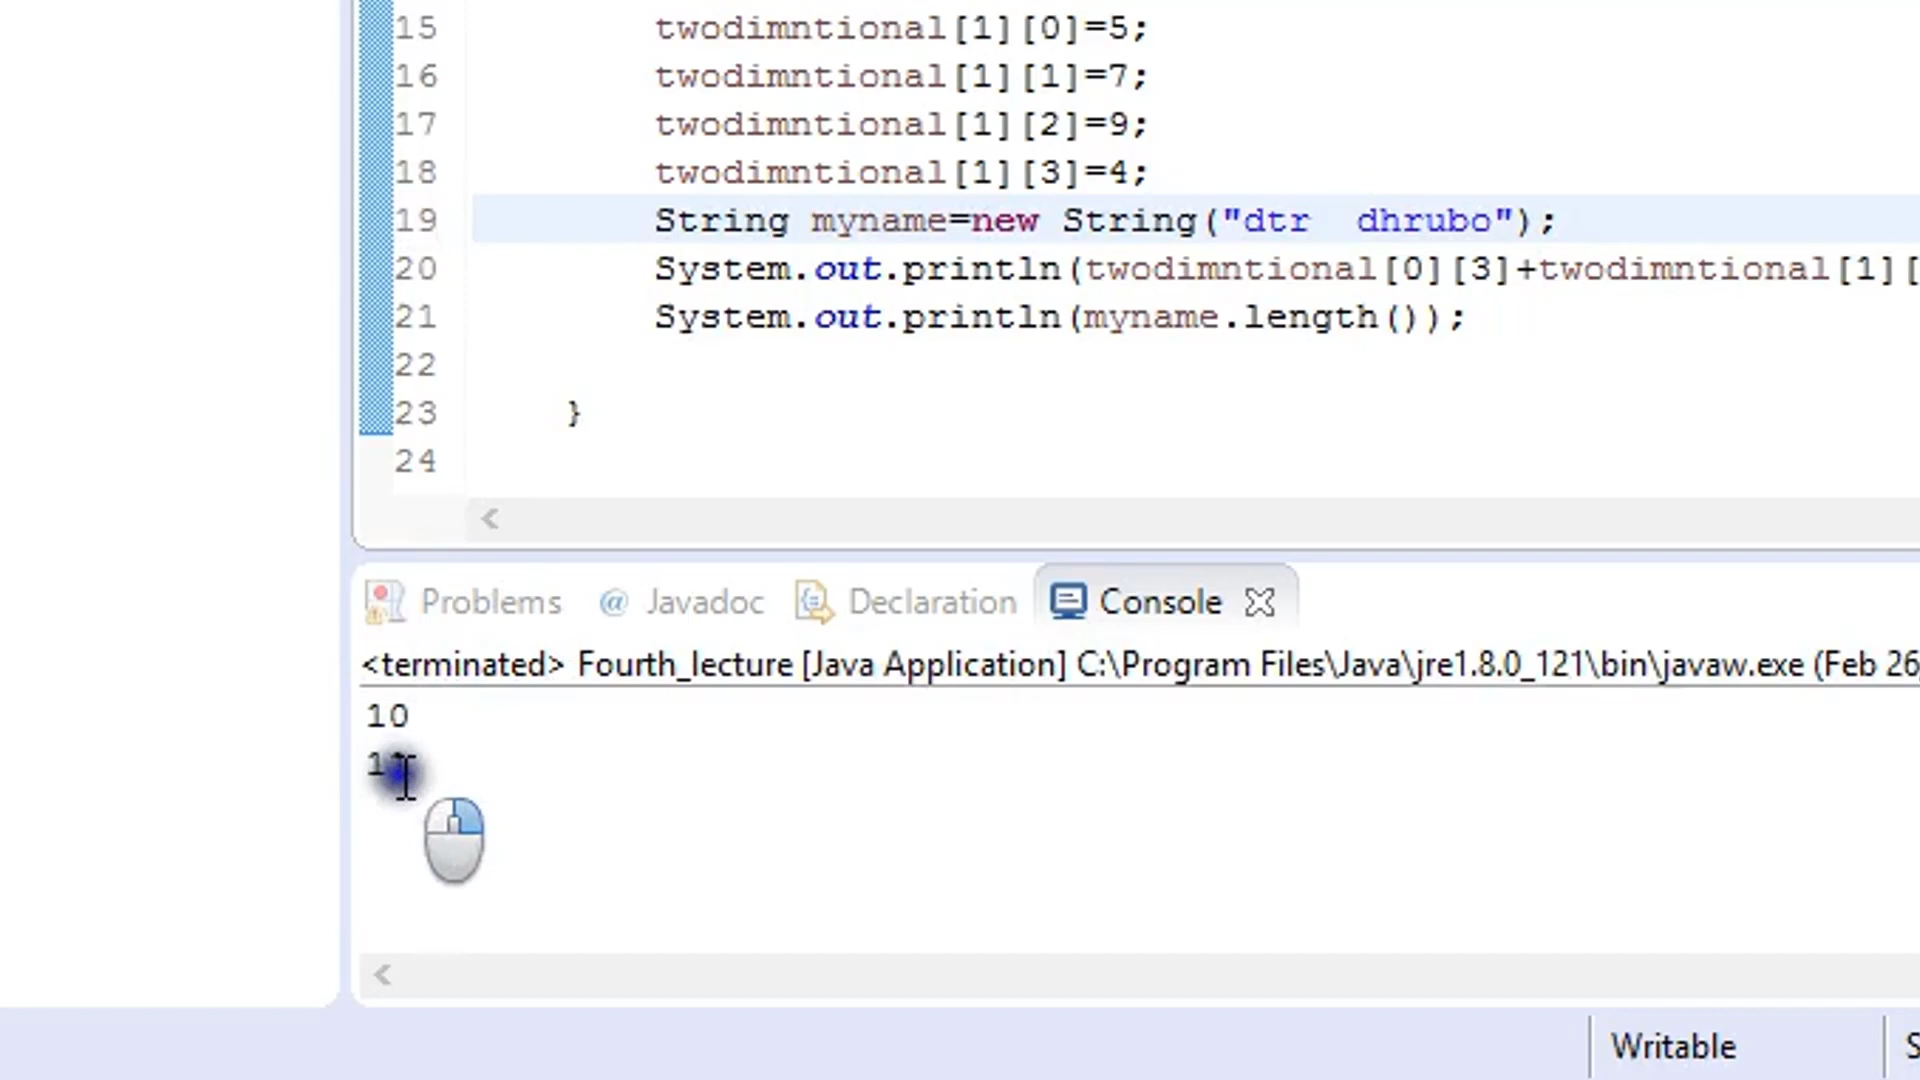 15 twodimntional[1][0]=5;
16 twodimntional[1][1]=7;
17 twodimntional[1][2]=9;
18 twodimntional[1][3]=4;
19 String myname=new String("dtr  dhrubo");
20 System.out.println(twodimntional[0][3]+twodimntional[1][
21 System.out.println(myname.length());
22
23 }
24
Problems @ Javadoc Declaration Console
<terminated> Fourth_lecture [Java Application] C:\Program Files\Java\jre1.8.0_121\bin\javaw.exe (Feb 26,
10
Writable